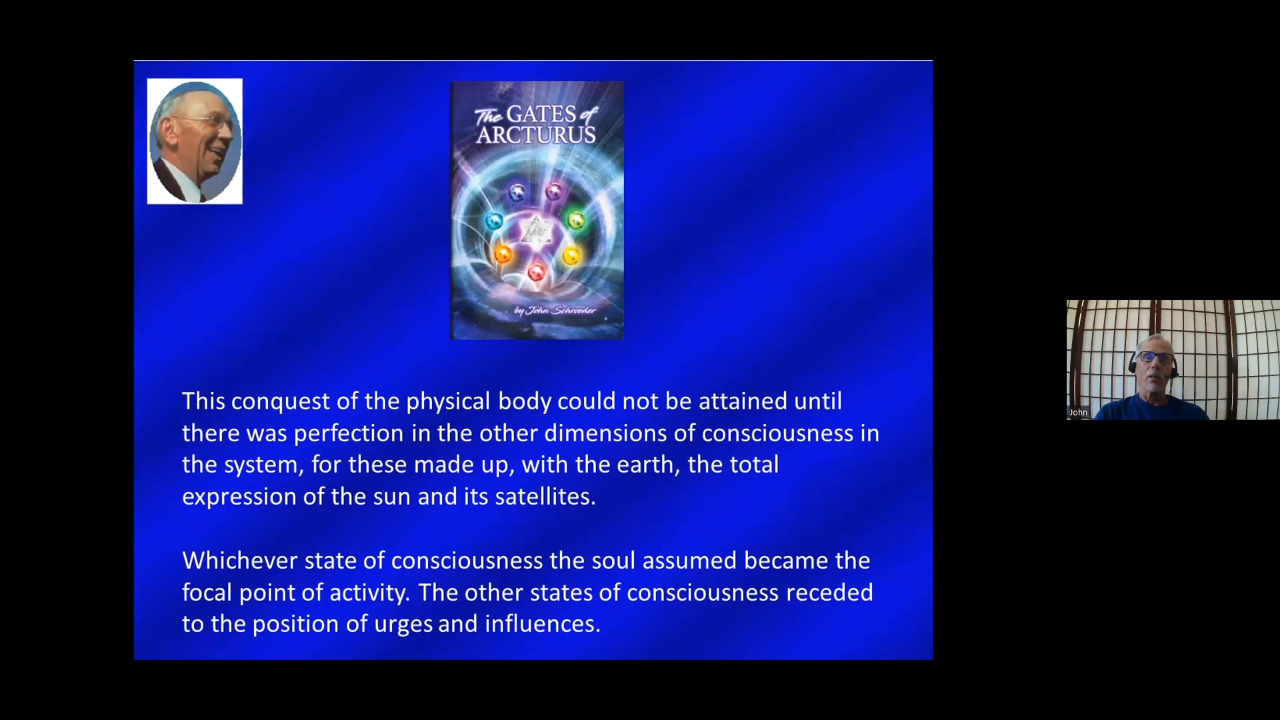 The GATES of
ARCTURUS
by John Schroeder
This conquest of the physical body could not be attained until
there was perfection in the other dimensions of consciousness in
the system, for these made up, with the earth, the total
expression of the sun and its satellites.
Whichever state of consciousness the soul assumed became the
focal point of activity. The other states of consciousness receded
to the position of urges and influences.
John